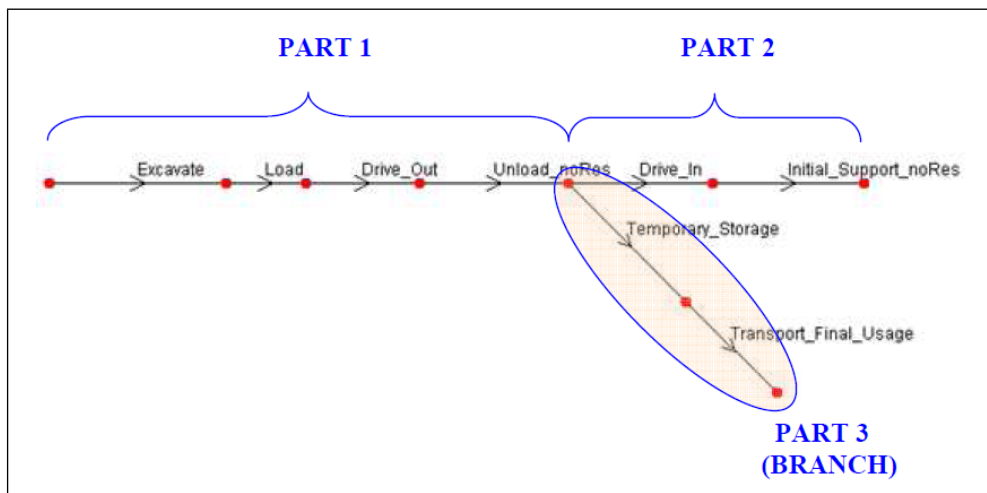 PART 1
PART 2
Excavate
Load
Drive_Out
Unload_noRes
Drive_In
Initial_Support_noRes
Temporary_Storage
Transport_Final_Usage
PART 3
(BRANCH)